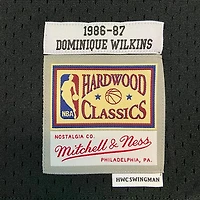 1986-87
DOMINIQUE WILKINS
HARDWOOD
NBA
CLASSICS
NOSTALGIA CO.
Mitchell & Ness
PHILADELPHIA, PA.
HWC SWINGMAN